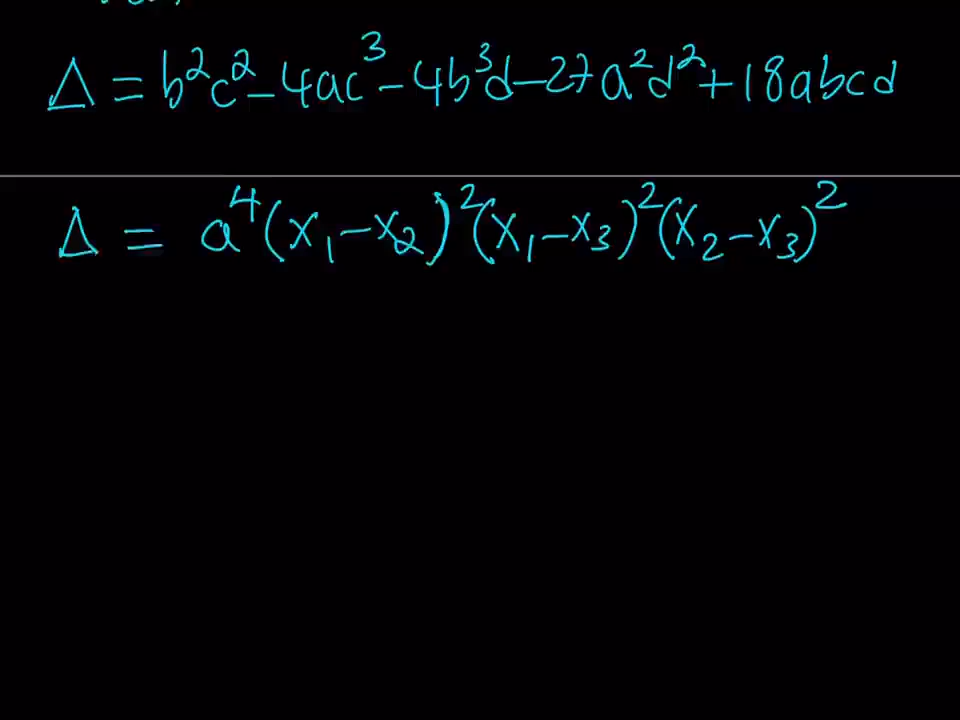 Δ = b²c² - 4ac³ - 4b³d - 27a²d² + 18abcd
Δ = a⁴(x₁-x₂)²(x₁-x₃)²(x₂-x₃)²